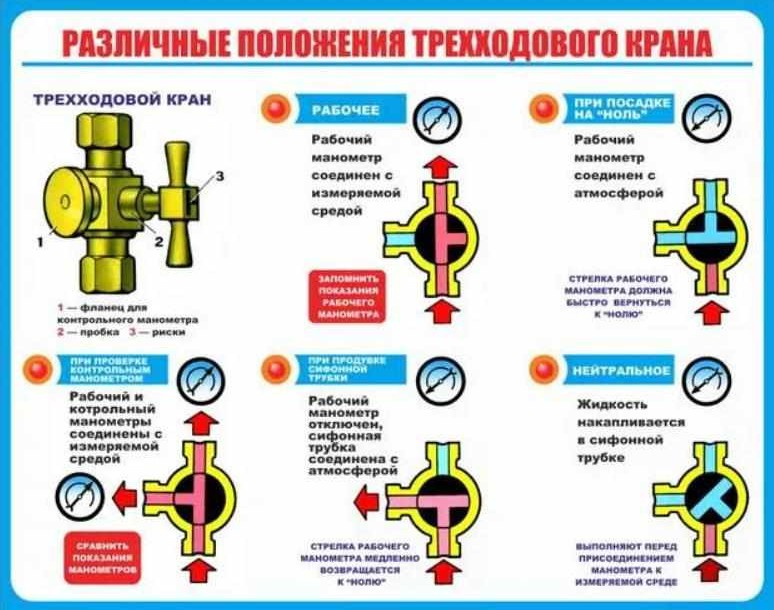 РАЗЛИЧНЫЕ ПОЛОЖЕНИЯ ТРЕХХОДОВОГО КРАНА
ТРЕХХОДОВОЙ КРАН
1
2
3
1 — фланец для
контрольного манометра
2 — пробка 3 — риски
РАБОЧЕЕ
Рабочий
манометр
соединен с
измеряемой
средой
ЗАПОМНИТЬ
ПОКАЗАНИЯ
РАБОЧЕГО
МАНОМЕТРА
ПРИ ПОСАДКЕ
НА "НОЛЬ"
Рабочий
манометр
соединен с
атмосферой
СТРЕЛКА РАБОЧЕГО
МАНОМЕТРА ДОЛЖНА
БЫСТРО ВЕРНУТЬСЯ
К "НОЛЮ"
ПРИ ПРОВЕРКЕ
КОНТРОЛЬНЫМ
МАНОМЕТРОМ
Рабочий и
котрольный
манометры
соединены с
измеряемой
средой
СРАВНИТЬ
ПОКАЗАНИЯ
МАНОМЕТРОВ
ПРИ ПРОДУВКЕ
СИФОННОЙ
ТРУБКИ
Рабочий
манометр
отключен,
сифонная
трубка
соединена с
атмосферой
СТРЕЛКА РАБОЧЕГО
МАНОМЕТРА МЕДЛЕННО
ВОЗВРАЩАЕТСЯ
К "НОЛЮ"
НЕЙТРАЛЬНОЕ
Жидкость
накапливается
в сифонной
трубке
ВЫПОЛНЯЮТ ПЕРЕД
ПРИСОЕДИНЕНИЕМ
МАНОМЕТРА К
ИЗМЕРЯЕМОЙ СРЕДЕ